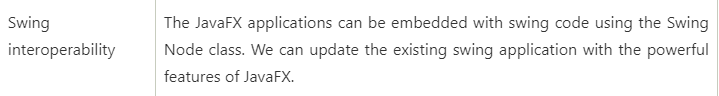 Swing
interoperability
The JavaFX applications can be embedded with swing code using the Swing
Node class. We can update the existing swing application with the powerful
features of JavaFX.